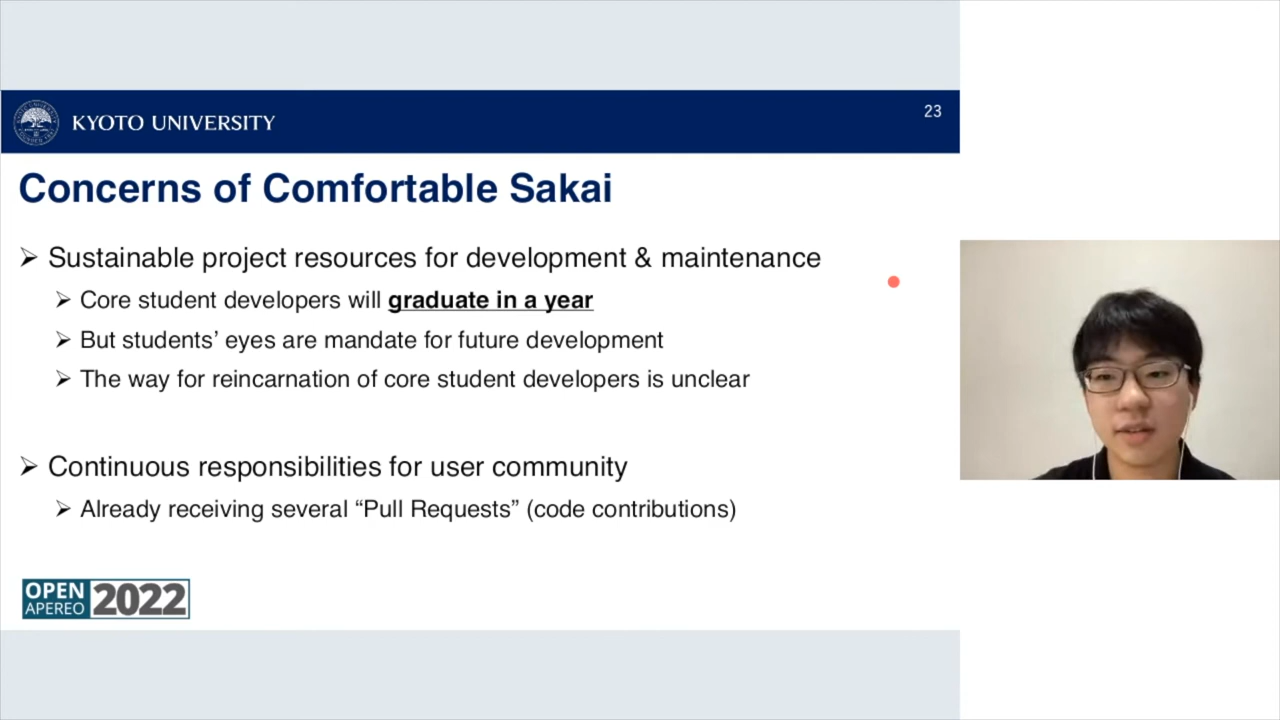 KYOTO UNIVERSITY
23
Concerns of Comfortable Sakai
➢ Sustainable project resources for development & maintenance
➢ Core student developers will graduate in a year
➢ But students’ eyes are mandate for future development
➢ The way for reincarnation of core student developers is unclear
➢ Continuous responsibilities for user community
➢ Already receiving several “Pull Requests” (code contributions)
OPEN
APEREO
2022